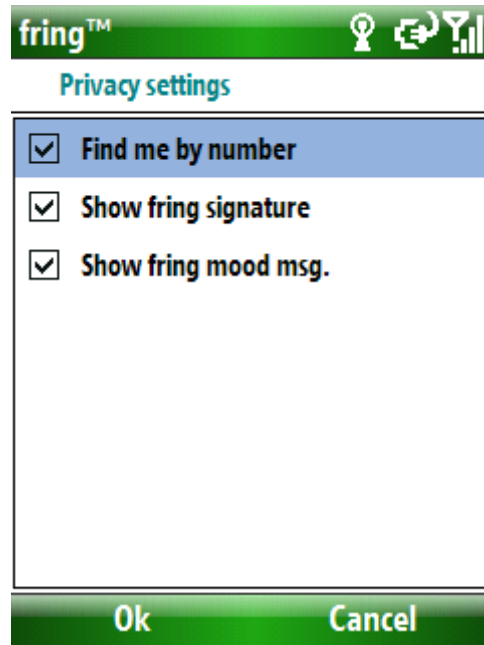 fring™
Privacy settings
Find me by number
Show fring signature
Show fring mood msg.
Ok Cancel